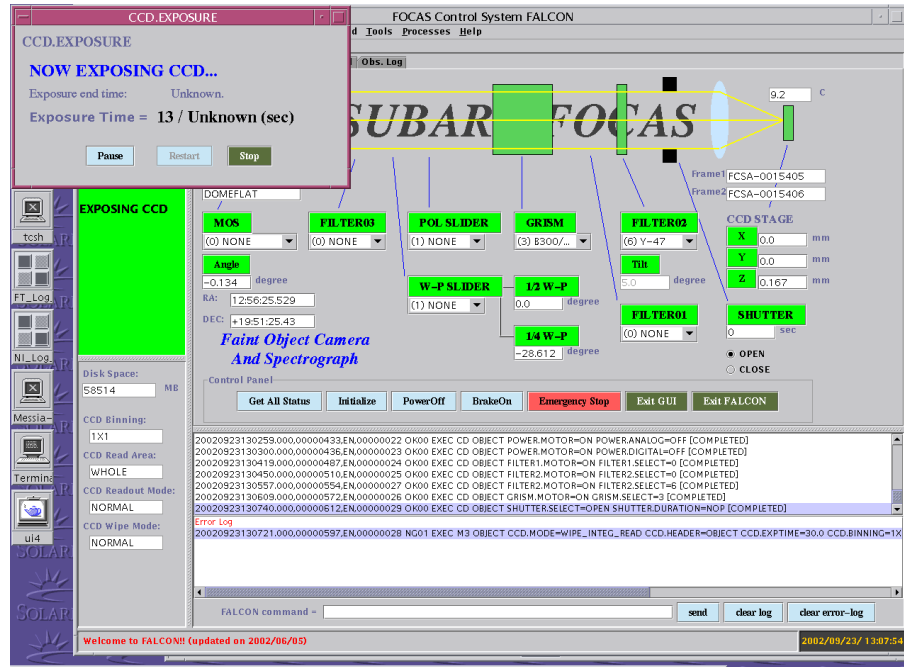 CCD.EXPOSURE
FOCAS Control System FALCON
CCD.EXPOSURE
NOW EXPOSING CCD...
Exposure end time: Unknown.
Exposure Time = 13 / Unknown (sec)
Pause Restart Stop
d Tools Processes Help
Obs. Log
SUBAR FOCAS
9.2 C
Frame1 FCSA-0015405
Frame2 FCSA-0015406
EXPOSING CCD
DOMEFLAT
MOS
(0) NONE
Angle
-0.134 degree
RA: 12:56:25.529
DEC: +19:51:25.43
FILTER03
(0) NONE
POL SLIDER
(1) NONE
W-P SLIDER
(1) NONE
GRISM
(3) B300/...
1/2 W-P
0.0 degree
1/4 W-P
-28.612 degree
FILTER02
(6) Y-47
Tilt
5.0 degree
FILTER01
(0) NONE
CCD STAGE
X 0.0 mm
Y 0.0 mm
Z 0.167 mm
SHUTTER
0 sec
OPEN
CLOSE
Faint Object Camera
And Spectrograph
Control Panel
Get All Status Initialize PowerOff BrakeOn Emergency Stop Exit GUI Exit FALCON
Disk Space:
58514 MB
CCD Binning:
1X1
CCD Read Area:
WHOLE
CCD Readout Mode:
NORMAL
CCD Wipe Mode:
NORMAL
20020923130259.000,00000433,EN,00000022 OK00 EXEC CD OBJECT POWER.MOTOR=ON POWER.ANALOG=OFF [COMPLETED]
20020923130300.000,00000436,EN,00000023 OK00 EXEC CD OBJECT POWER.MOTOR=ON POWER.DIGITAL=OFF [COMPLETED]
20020923130419.000,00000487,EN,00000024 OK00 EXEC CD OBJECT FILTER1.MOTOR=ON FILTER1.SELECT=0 [COMPLETED]
20020923130450.000,00000510,EN,00000025 OK00 EXEC CD OBJECT FILTER2.MOTOR=ON FILTER2.SELECT=0 [COMPLETED]
20020923130557.000,00000554,EN,00000027 OK00 EXEC CD OBJECT FILTER2.MOTOR=ON FILTER2.SELECT=6 [COMPLETED]
20020923130609.000,00000572,EN,00000026 OK00 EXEC CD OBJECT GRISM.MOTOR=ON GRISM.SELECT=3 [COMPLETED]
20020923130740.000,00000612,EN,00000029 OK00 EXEC CD OBJECT SHUTTER.SELECT=OPEN SHUTTER.DURATION=NOP [COMPLETED]
Error Log
20020923130721.000,00000597,EN,00000028 NG01 EXEC M3 OBJECT CCD.MODE=WIPE_INTEG_READ CCD.HEADER=OBJECT CCD.EXPTIME=30.0 CCD.BINNING=1X
FALCON command =
send clear log clear error-log
Welcome to FALCON!! (updated on 2002/06/05)
2002/09/23/ 13:07:54
tcsh
FT_Log
NI_Log
Messia-
Termina
ui4
SOLARI